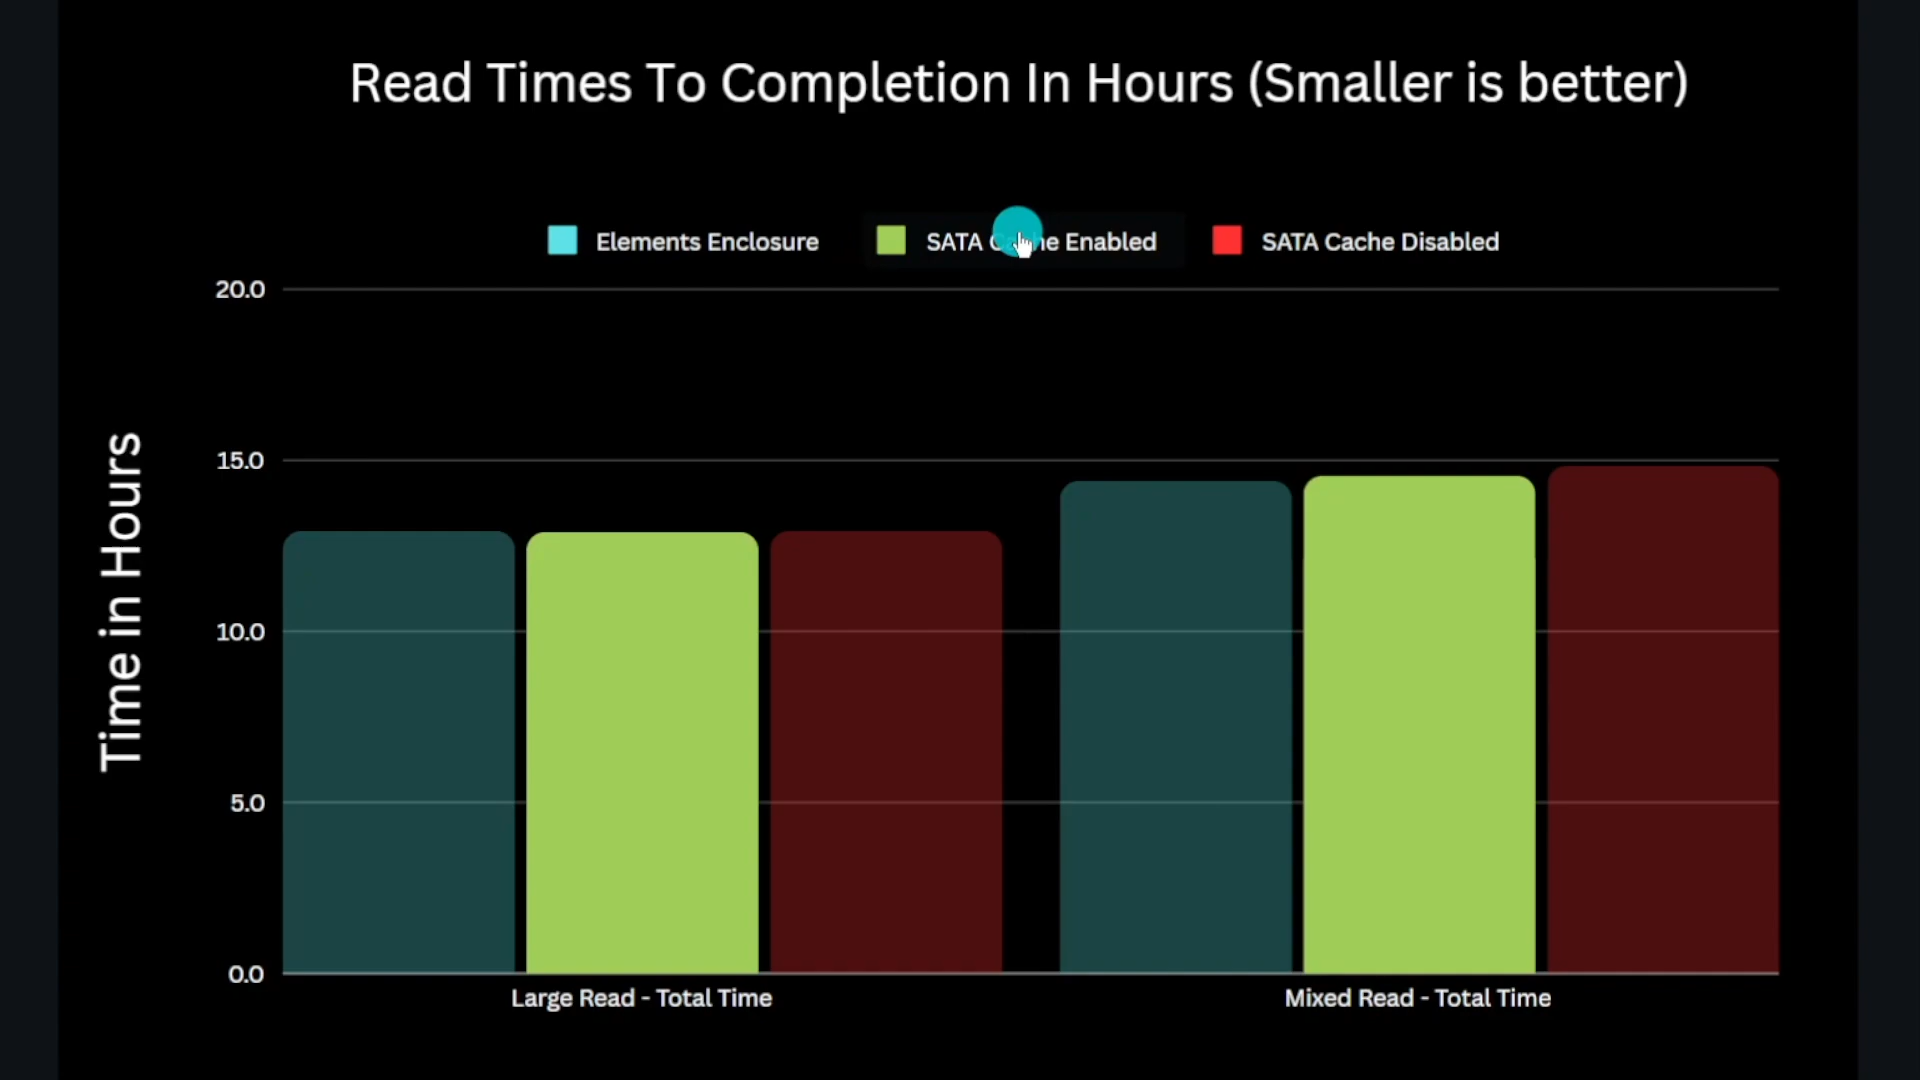 Read Times To Completion In Hours (Smaller is better)
Elements Enclosure
SATA Cache Enabled
SATA Cache Disabled
20.0
15.0
10.0
5.0
0.0
Time in Hours
Large Read - Total Time
Mixed Read - Total Time